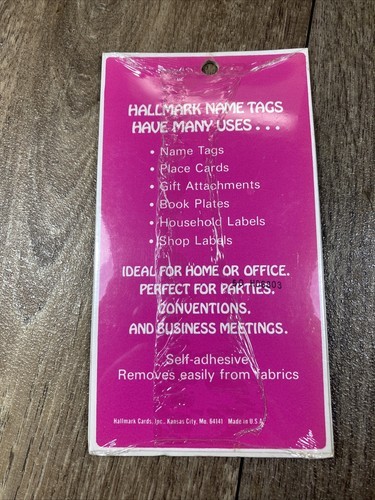 HALLMARK NAME TAGS
HAVE MANY USES . . .
• Name Tags
• Place Cards
• Gift Attachments
• Book Plates
• Household Labels
• Shop Labels
IDEAL FOR HOME OR OFFICE.
PERFECT FOR PARTIES.
CONVENTIONS.
AND BUSINESS MEETINGS.
Self-adhesive
Removes easily from fabrics
Hallmark Cards, Inc., Kansas City, Mo. 64141 Made in U.S.A.